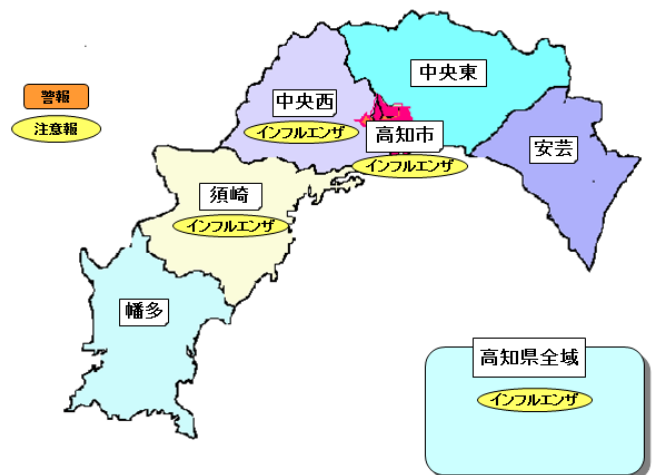 警報
注意報
中央東
中央西
インフルエンザ
高知市
インフルエンザ
安芸
須崎
インフルエンザ
幡多
高知県全域
インフルエンザ